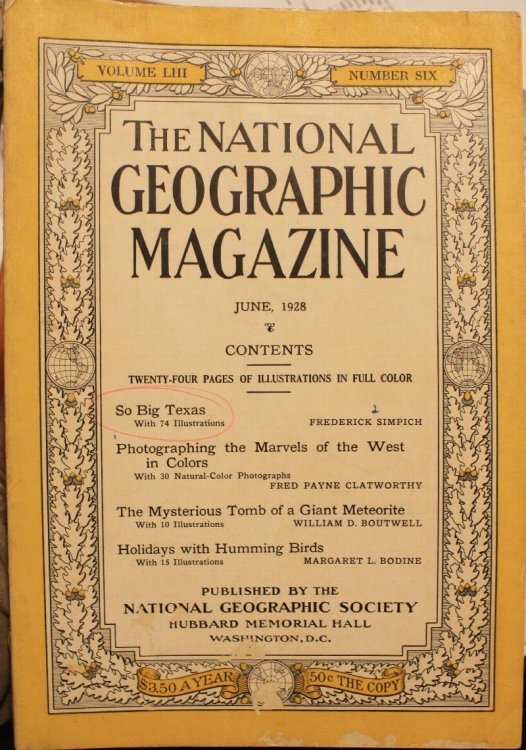 VOLUME LIII NUMBER SIX
THE NATIONAL
GEOGRAPHIC
MAGAZINE
JUNE, 1928
CONTENTS
TWENTY-FOUR PAGES OF ILLUSTRATIONS IN FULL COLOR
So Big Texas
With 74 Illustrations FREDERICK SIMPICH
Photographing the Marvels of the West
in Colors
With 30 Natural-Color Photographs
FRED PAYNE CLATWORTHY
The Mysterious Tomb of a Giant Meteorite
With 10 Illustrations WILLIAM D. BOUTWELL
Holidays with Humming Birds
With 15 Illustrations MARGARET L. BODINE
PUBLISHED BY THE
NATIONAL GEOGRAPHIC SOCIETY
HUBBARD MEMORIAL HALL
WASHINGTON, D.C.
$3.50 A YEAR 50¢ THE COPY